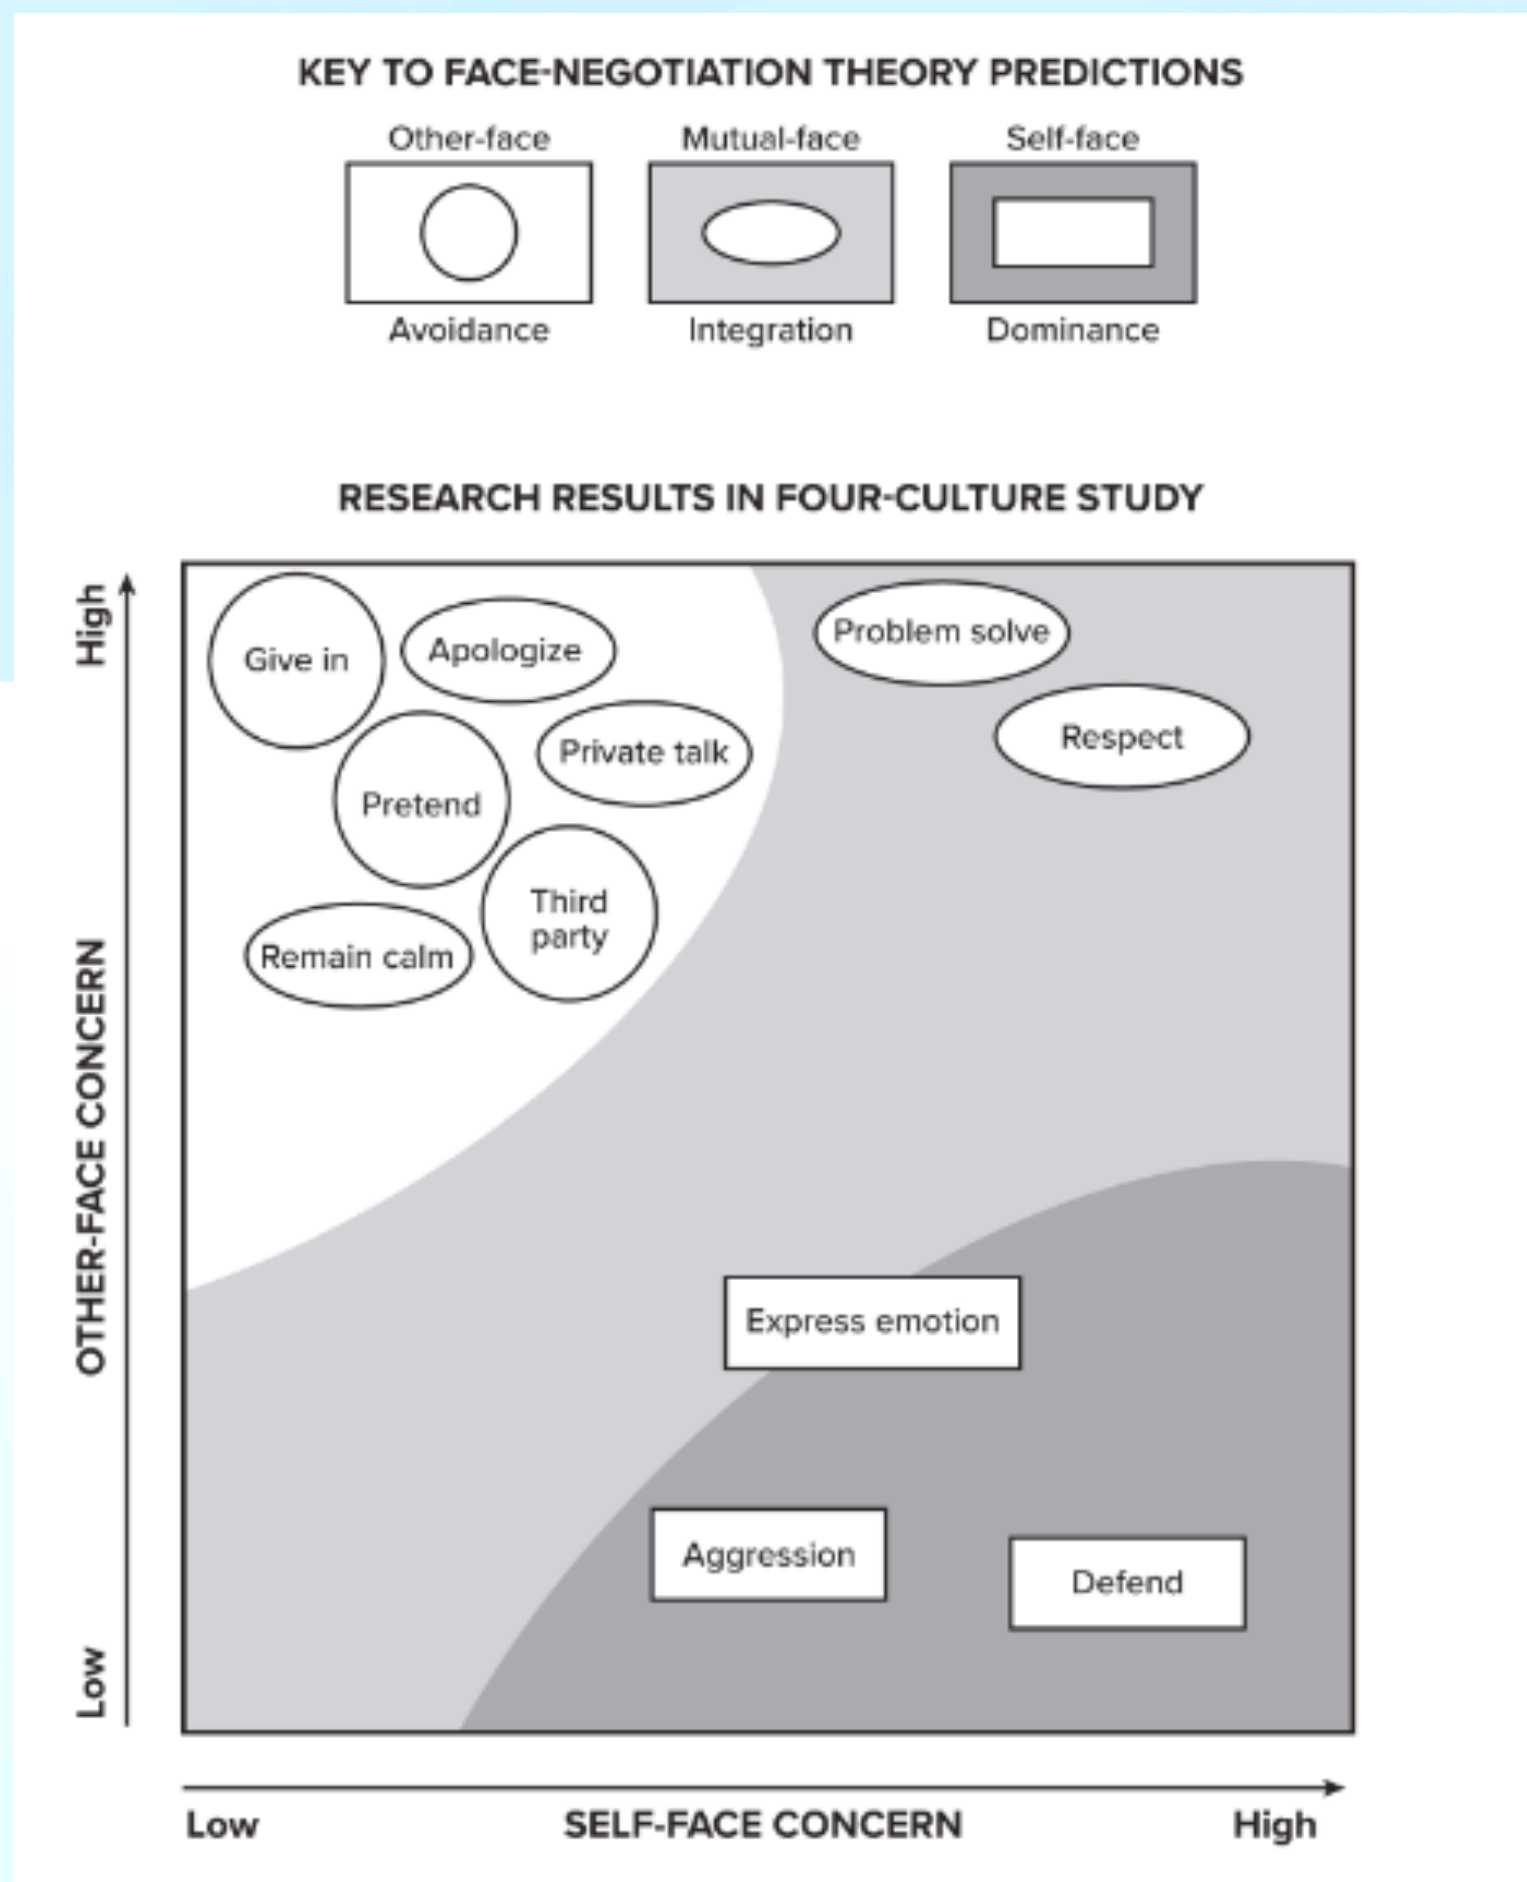 KEY TO FACE-NEGOTIATION THEORY PREDICTIONS
Other-face
Mutual-face
Self-face
Avoidance
Integration
Dominance
RESEARCH RESULTS IN FOUR-CULTURE STUDY
High
OTHER-FACE CONCERN
Low
Give in
Apologize
Problem solve
Private talk
Respect
Pretend
Third
party
Remain calm
Express emotion
Aggression
Defend
Low
SELF-FACE CONCERN
High